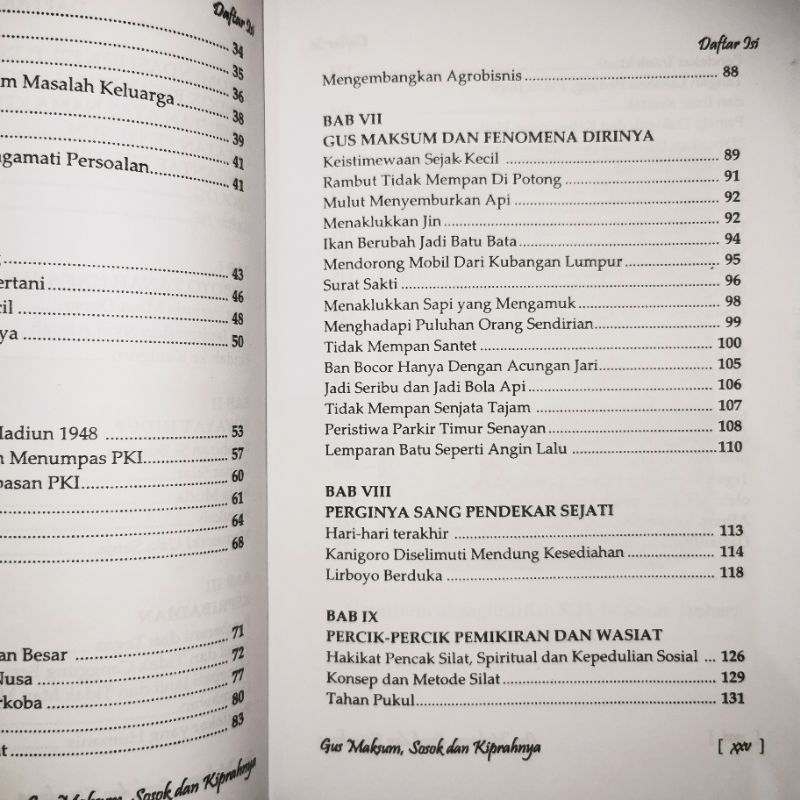 Daftar Isi
34
35
36
m Masalah Keluarga 38
39
gamati Persoalan 41
41
43
ertani 46
cil 48
ya 50
Madiun 1948 53
n Menumpas PKI 57
pasan PKI 60
61
64
68
71
an Besar 72
Nusa 77
rkoba 80
83
Gus Maksum, Sosok dan Kiprahnya
Daftar Isi
Mengembangkan Agrobisnis 88
BAB VII
GUS MAKSUM DAN FENOMENA DIRINYA
Keistimewaan Sejak Kecil 89
Rambut Tidak Mempan Di Potong 91
Mulut Menyemburkan Api 92
Menaklukkan Jin 92
Ikan Berubah Jadi Batu Bata 94
Mendorong Mobil Dari Kubangan Lumpur 95
Surat Sakti 96
Menaklukkan Sapi yang Mengamuk 98
Menghadapi Puluhan Orang Sendirian 99
Tidak Mempan Santet 100
Ban Bocor Hanya Dengan Acungan Jari 105
Jadi Seribu dan Jadi Bola Api 106
Tidak Mempan Senjata Tajam 107
Peristiwa Parkir Timur Senayan 108
Lemparan Batu Seperti Angin Lalu 110
BAB VIII
PERGINYA SANG PENDEKAR SEJATI
Hari-hari terakhir 113
Kanigoro Diselimuti Mendung Kesediahan 114
Lirboyo Berduka 118
BAB IX
PERCIK-PERCIK PEMIKIRAN DAN WASIAT
Hakikat Pencak Silat, Spiritual dan Kepedulian Sosial ... 126
Konsep dan Metode Silat 129
Tahan Pukul 131
Gus Maksum, Sosok dan Kiprahnya
[ xxv ]